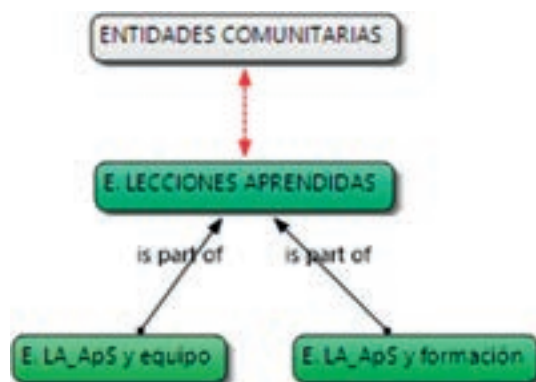 ENTIDADES COMUNITARIAS
E. LECCIONES APRENDIDAS
is part of is part of
E. LA_ApS y equipo E. LA_ApS y formación